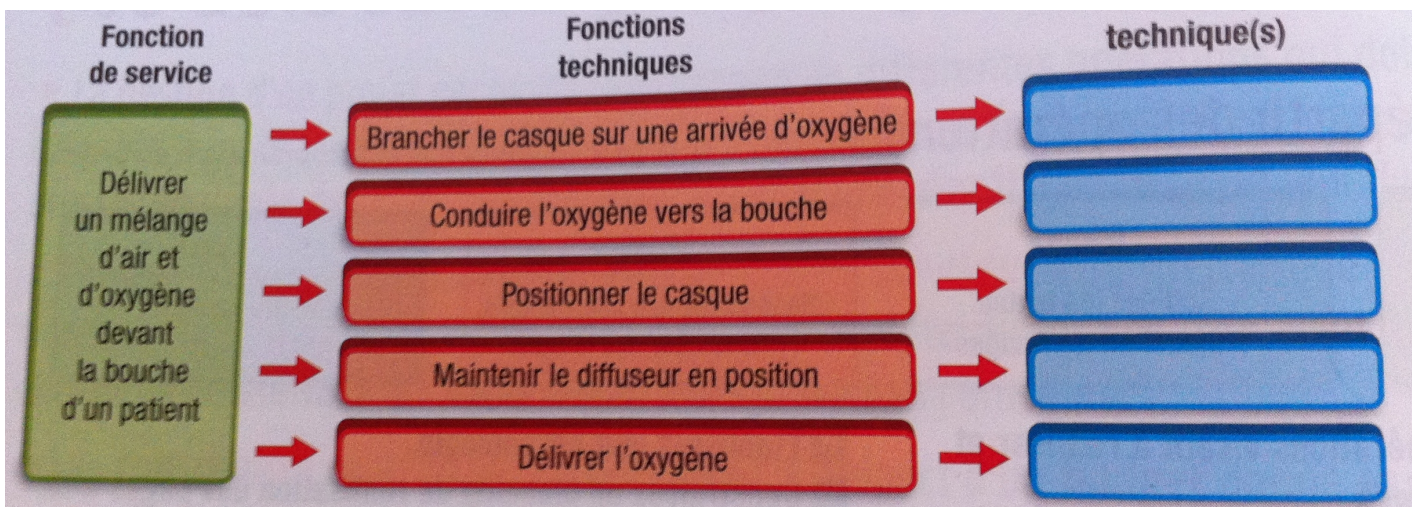 Fonction
de service
Fonctions
techniques
technique(s)
Délivrer
un mélange
d'air et
d'oxygène
devant
la bouche
d'un patient
Brancher le casque sur une arrivée d'oxygène
Conduire l'oxygène vers la bouche
Positionner le casque
Maintenir le diffuseur en position
Délivrer l'oxygène